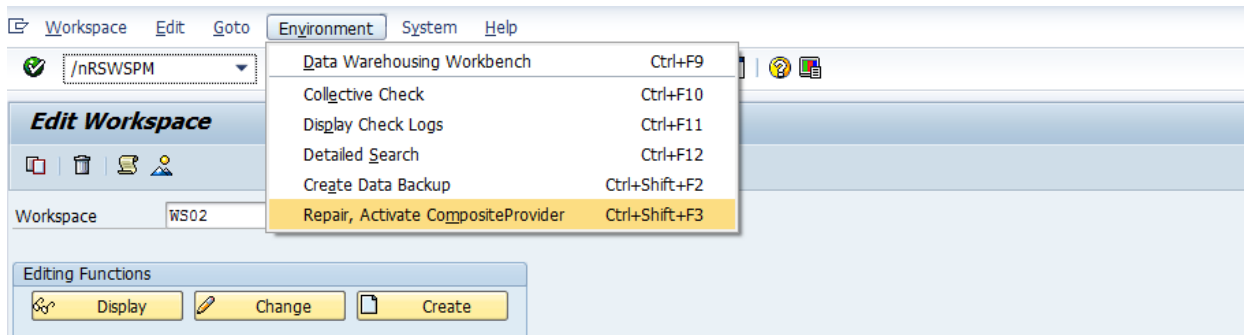 Workspace Edit Goto Environment System Help
/nRSWSPM
Data Warehousing Workbench Ctrl+F9
Collective Check Ctrl+F10
Display Check Logs Ctrl+F11
Detailed Search Ctrl+F12
Create Data Backup Ctrl+Shift+F2
Repair, Activate CompositeProvider Ctrl+Shift+F3
Edit Workspace
Workspace WS02
Editing Functions
Display Change Create